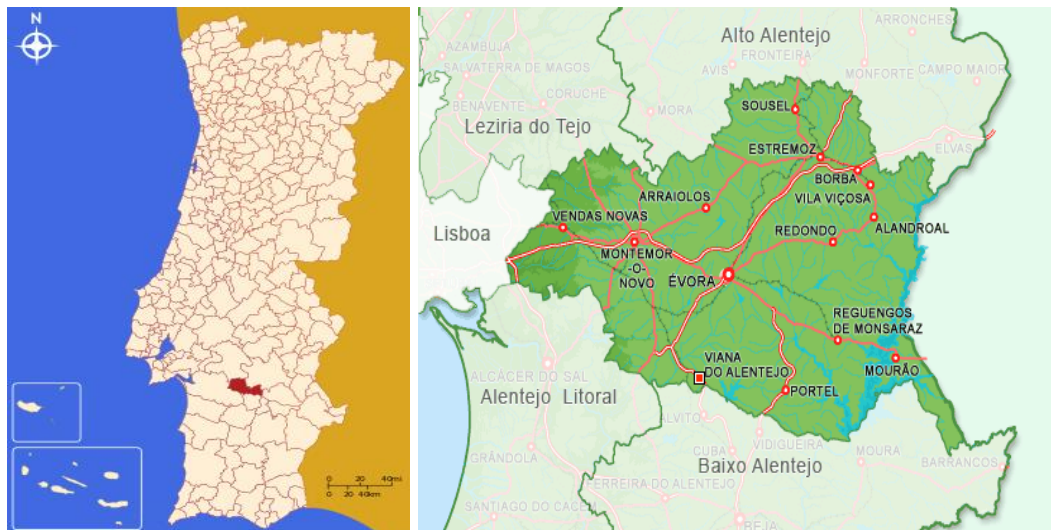 N
0 20 40mi
0 20 40km
Alto Alentejo
ARRONCHES
AZAMBUJA
FRONTEIRA
SALVATERRA DE MAGOS
AVIS
MONFORTE
CAMPO MAIOR
BENAVENTE
CORUCHE
MORA
SOUSEL
Leziria do Tejo
ESTREMOZ
ELVAS
BORBA
VILA VIÇOSA
ARRAIOLOS
VENDAS NOVAS
Lisboa
REDONDO
ALANDROAL
MONTEMOR
-O-
NOVO
ÉVORA
REGUENGOS
DE MONSARAZ
VIANA
DO ALENTEJO
MOURÃO
ALCÁCER DO SAL
PORTEL
Alentejo Litoral
ALVITO
VIDIGUEIRA
CUBA
MOURA
GRÂNDOLA
Baixo Alentejo
BARRANCOS
FERREIRA DO ALENTEJO
SANTIAGO DO CACÉM
BEJA